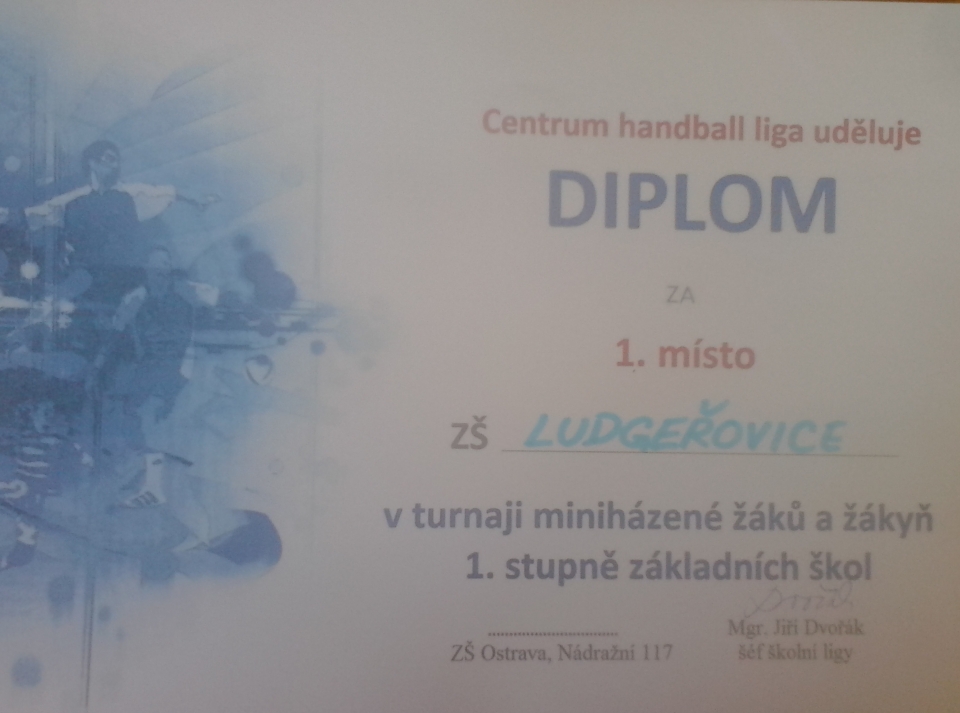 Centrum handball liga uděluje
DIPLOM
ZA
1. místo
ZŠ LUDGEŘOVICE
v turnaji miniházené žáků a žákyň
1. stupně základních škol
Mgr. Jiří Dvořák
ZŠ Ostrava, Nádražní 117 šéf školní ligy